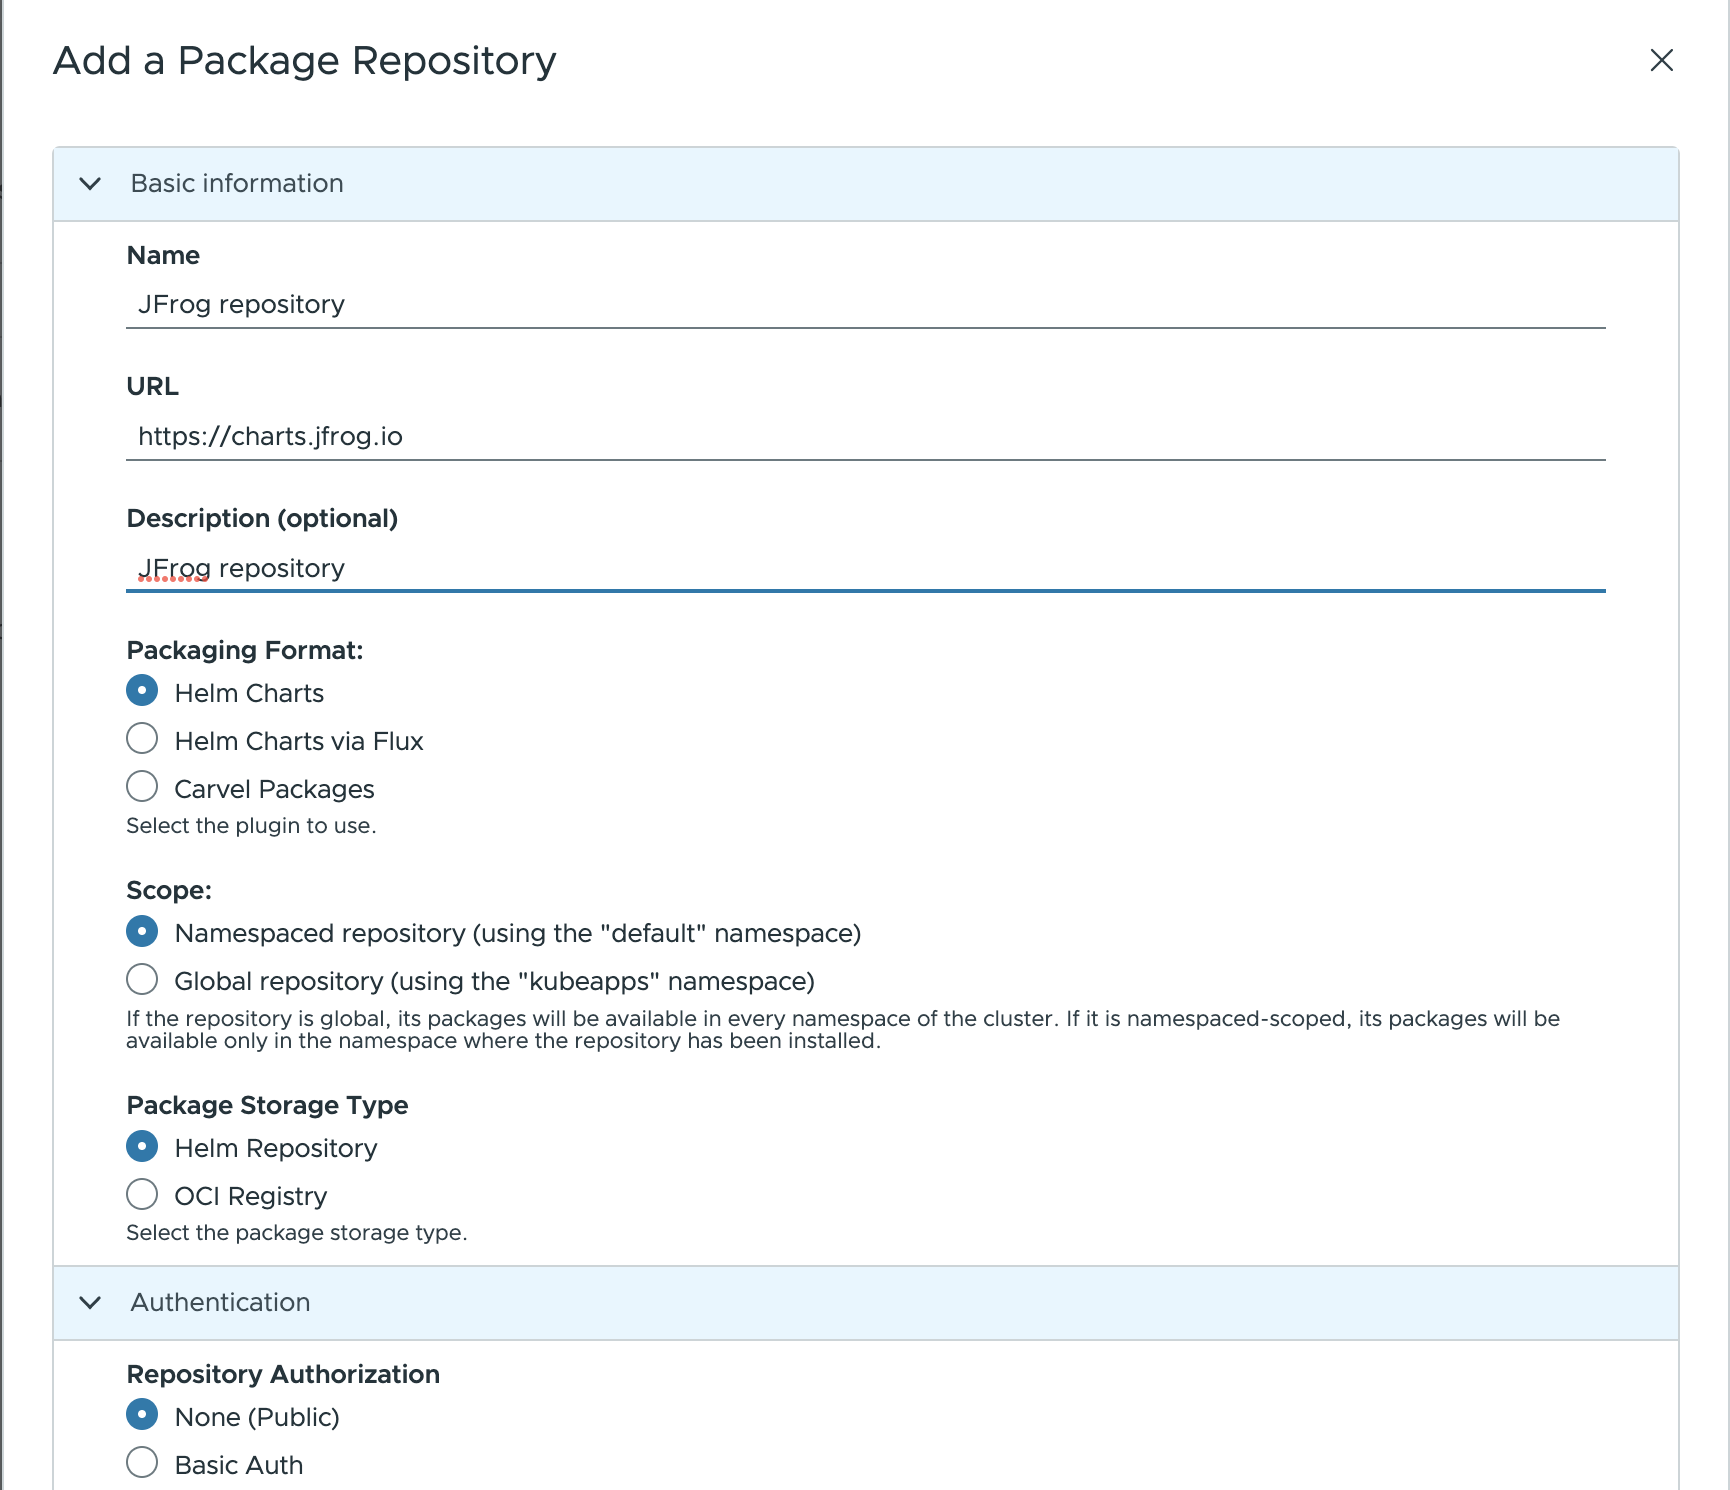 Add a Package Repository
Basic information
Name
JFrog repository
URL
https://charts.jfrog.io
Description (optional)
JFrog repository
Packaging Format:
Helm Charts
Helm Charts via Flux
Carvel Packages
Select the plugin to use.
Scope:
Namespaced repository (using the "default" namespace)
Global repository (using the "kubeapps" namespace)
If the repository is global, its packages will be available in every namespace of the cluster. If it is namespaced-scoped, its packages will be
available only in the namespace where the repository has been installed.
Package Storage Type
Helm Repository
OCI Registry
Select the package storage type.
Authentication
Repository Authorization
None (Public)
Basic Auth